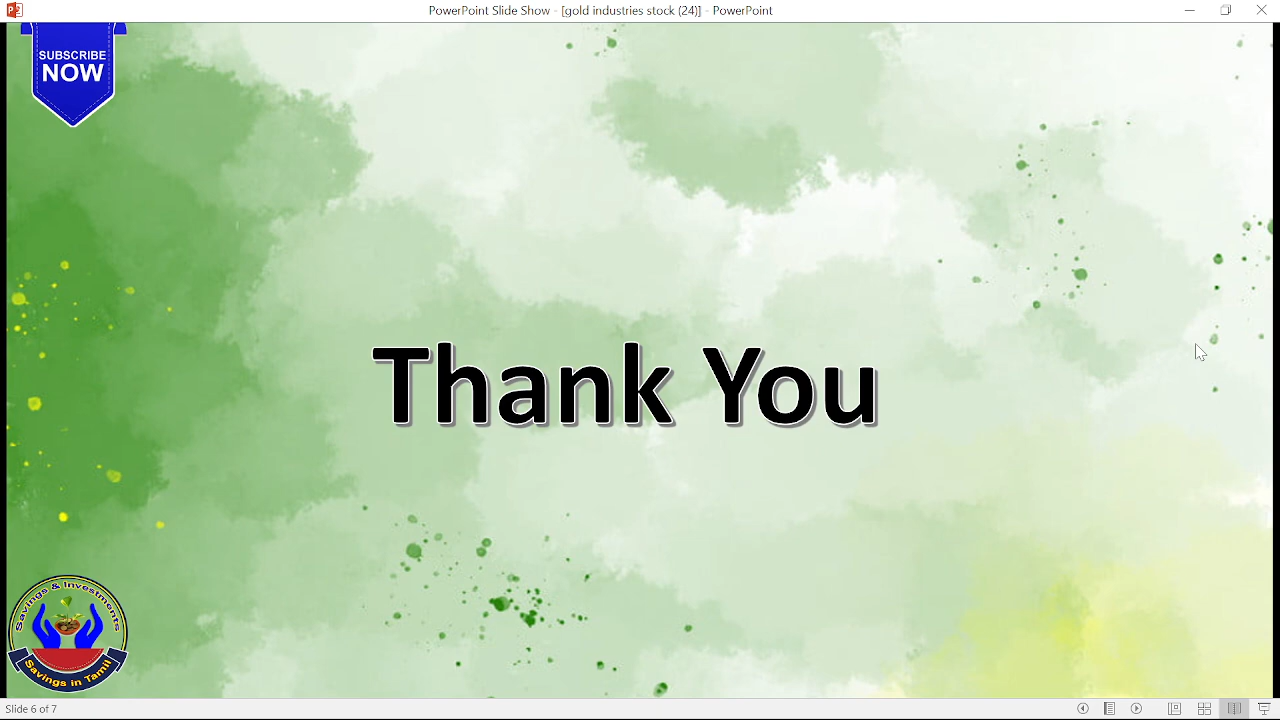 PowerPoint Slide Show - [gold industries stock (24)] - PowerPoint
SUBSCRIBE
NOW
Thank You
Savings & Investments
Savings in Tamil
Slide 6 of 7